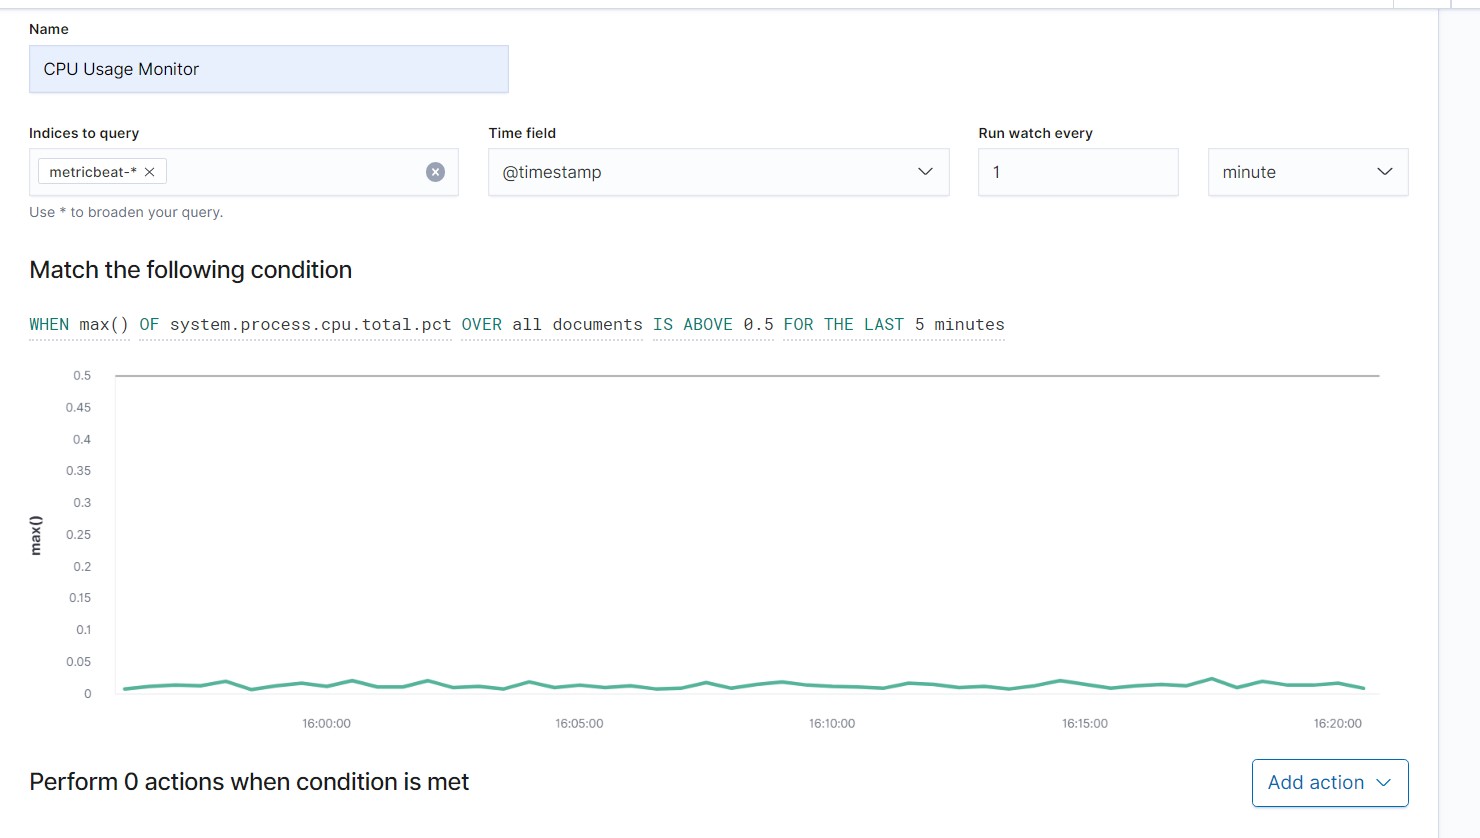 Name
CPU Usage Monitor
Indices to query Time field Run watch every
metricbeat-* @timestamp 1 minute
Use * to broaden your query.
Match the following condition
WHEN max() OF system.process.cpu.total.pct OVER all documents IS ABOVE 0.5 FOR THE LAST 5 minutes
0.5
0.45
0.4
0.35
0.3
0.25
0.2
0.15
0.1
0.05
0
max()
16:00:00 16:05:00 16:10:00 16:15:00 16:20:00
Perform 0 actions when condition is met Add action